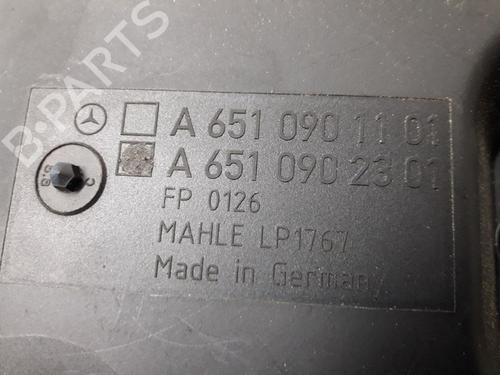 A 651 090 11 01
A 651 090 23 01
FP 0126
MAHLE LP1767
Made in Germany
B-PARTS